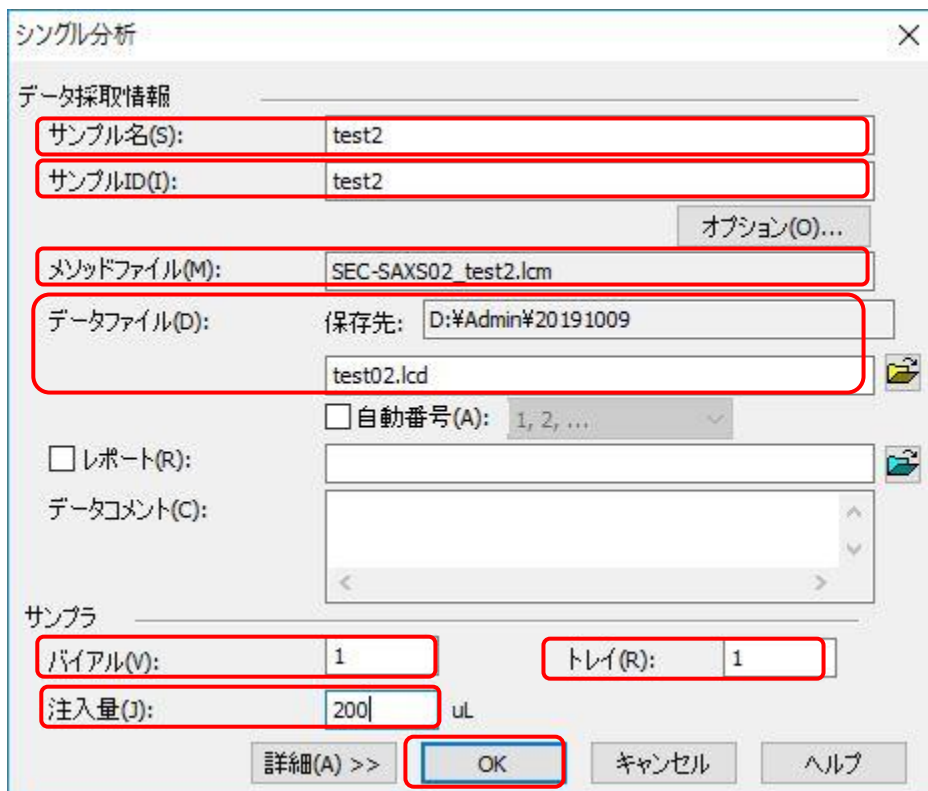 シングル分析
データ採取情報
サンプル名(S): test2
サンプルID(I): test2
オプション(O)...
メソッドファイル(M): SEC-SAXS02_test2.lcm
データファイル(D): 保存先: D:¥Admin¥20191009
test02.lcd
自動番号(A): 1, 2, ...
レポート(R):
データコメント(C):
サンプラ
バイアル(V): 1 トレイ(R): 1
注入量(J): 200 uL
詳細(A) >> OK キャンセル ヘルプ